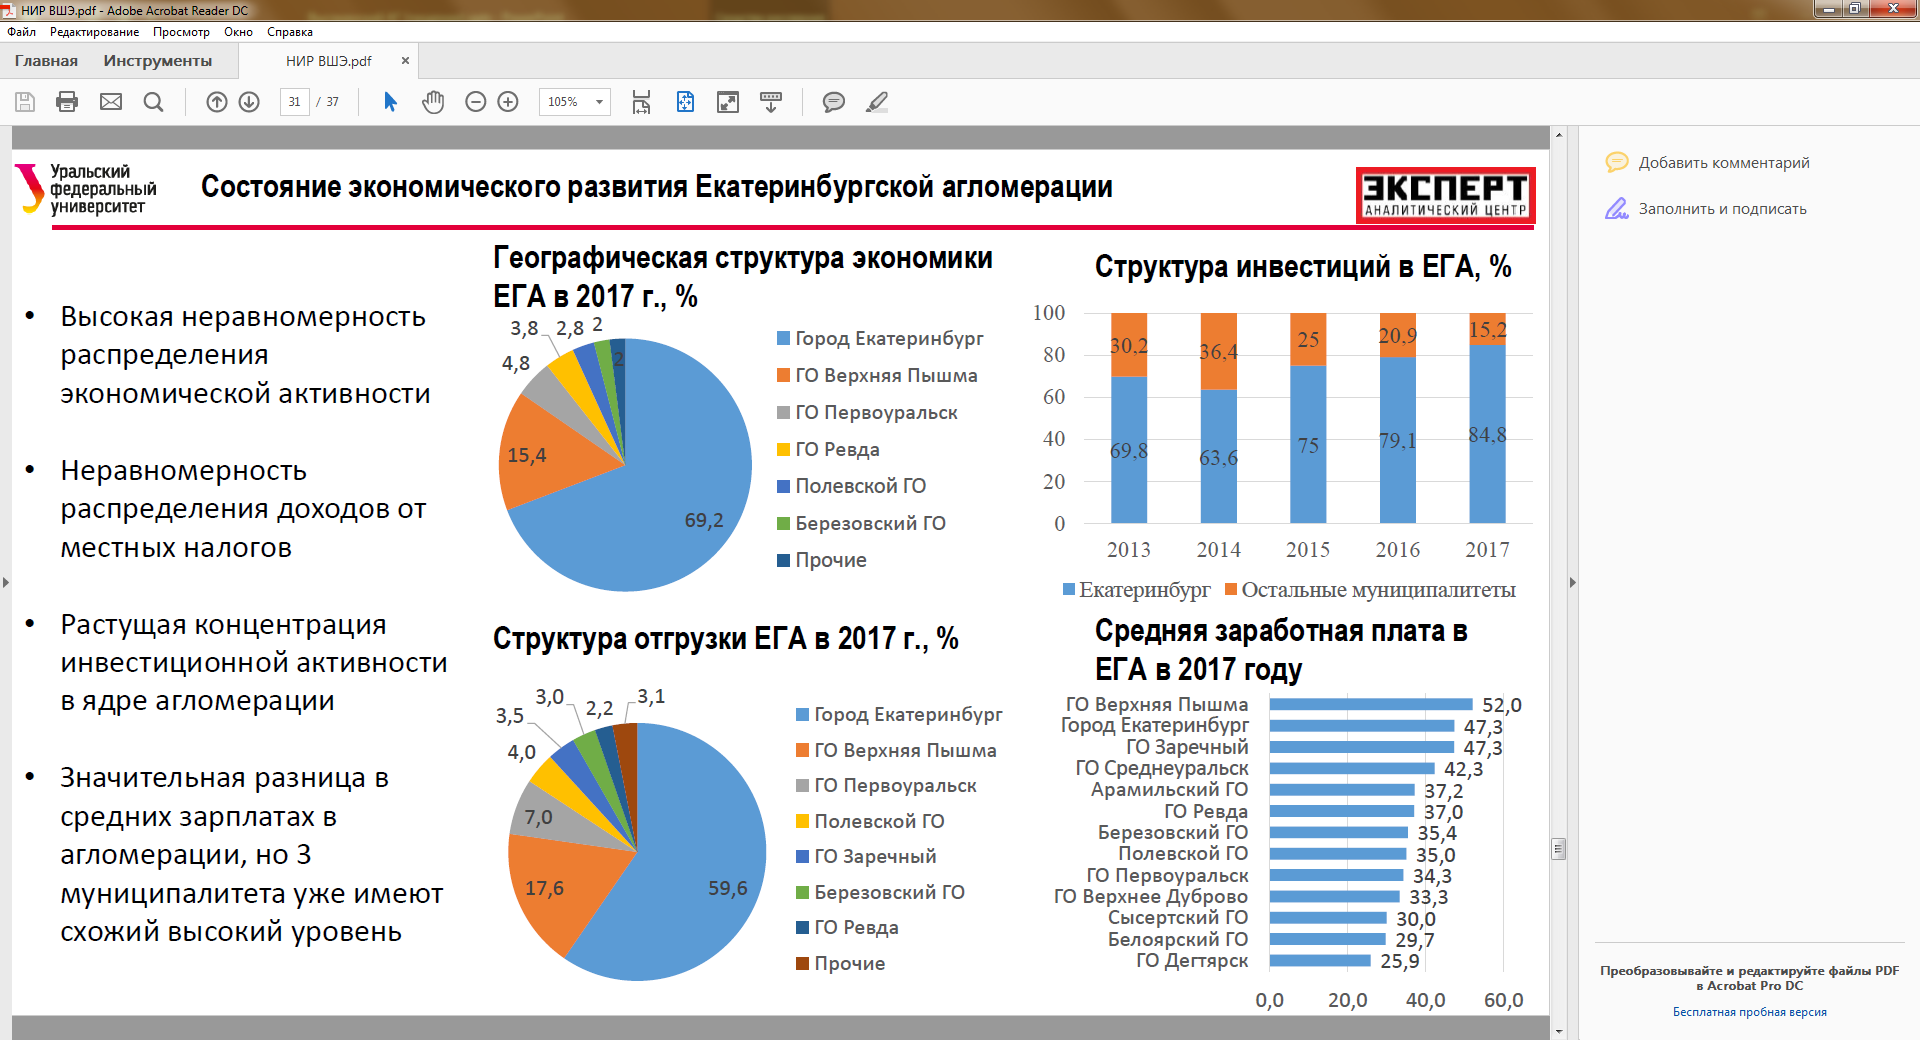 НИР ВШЭ.pdf - Adobe Acrobat Reader DC
Файл Редактирование Просмотр Окно Справка
Главная Инструменты НИР ВШЭ.pdf ×
31 / 37 105%
Уральский
федеральный
университет
Состояние экономического развития Екатеринбургской агломерации
ЭКСПЕРТ
АНАЛИТИЧЕСКИЙ ЦЕНТР
• Высокая неравномерность
распределения
экономической активности
• Неравномерность
распределения доходов от
местных налогов
• Растущая концентрация
инвестиционной активности
в ядре агломерации
• Значительная разница в
средних зарплатах в
агломерации, но 3
муниципалитета уже имеют
схожий высокий уровень
Географическая структура экономики
ЕГА в 2017 г., %
3,8 2,8 2
4,8
2
15,4
69,2
Город Екатеринбург
ГО Верхняя Пышма
ГО Первоуральск
ГО Ревда
Полевской ГО
Березовский ГО
Прочие
Структура отгрузки ЕГА в 2017 г., %
3,0 3,1
3,5 2,2
4,0
7,0
17,6
59,6
Город Екатеринбург
ГО Верхняя Пышма
ГО Первоуральск
Полевской ГО
ГО Заречный
Березовский ГО
ГО Ревда
Прочие
Структура инвестиций в ЕГА, %
100
80
60
40
20
0
30,2 36,4 25 20,9 15,2
69,8 63,6 75 79,1 84,8
2013 2014 2015 2016 2017
Екатеринбург Остальные муниципалитеты
Средняя заработная плата в
ЕГА в 2017 году
ГО Верхняя Пышма 52,0
Город Екатеринбург 47,3
ГО Заречный 47,3
ГО Среднеуральск 42,3
Арамильский ГО 37,2
ГО Ревда 37,0
Березовский ГО 35,4
Полевской ГО 35,0
ГО Первоуральск 34,3
ГО Верхнее Дуброво 33,3
Сысертский ГО 30,0
Белоярский ГО 29,7
ГО Дегтярск 25,9
0,0 20,0 40,0 60,0
Добавить комментарий
Заполнить и подписать
Преобразовывайте и редактируйте файлы PDF
в Acrobat Pro DC
Бесплатная пробная версия